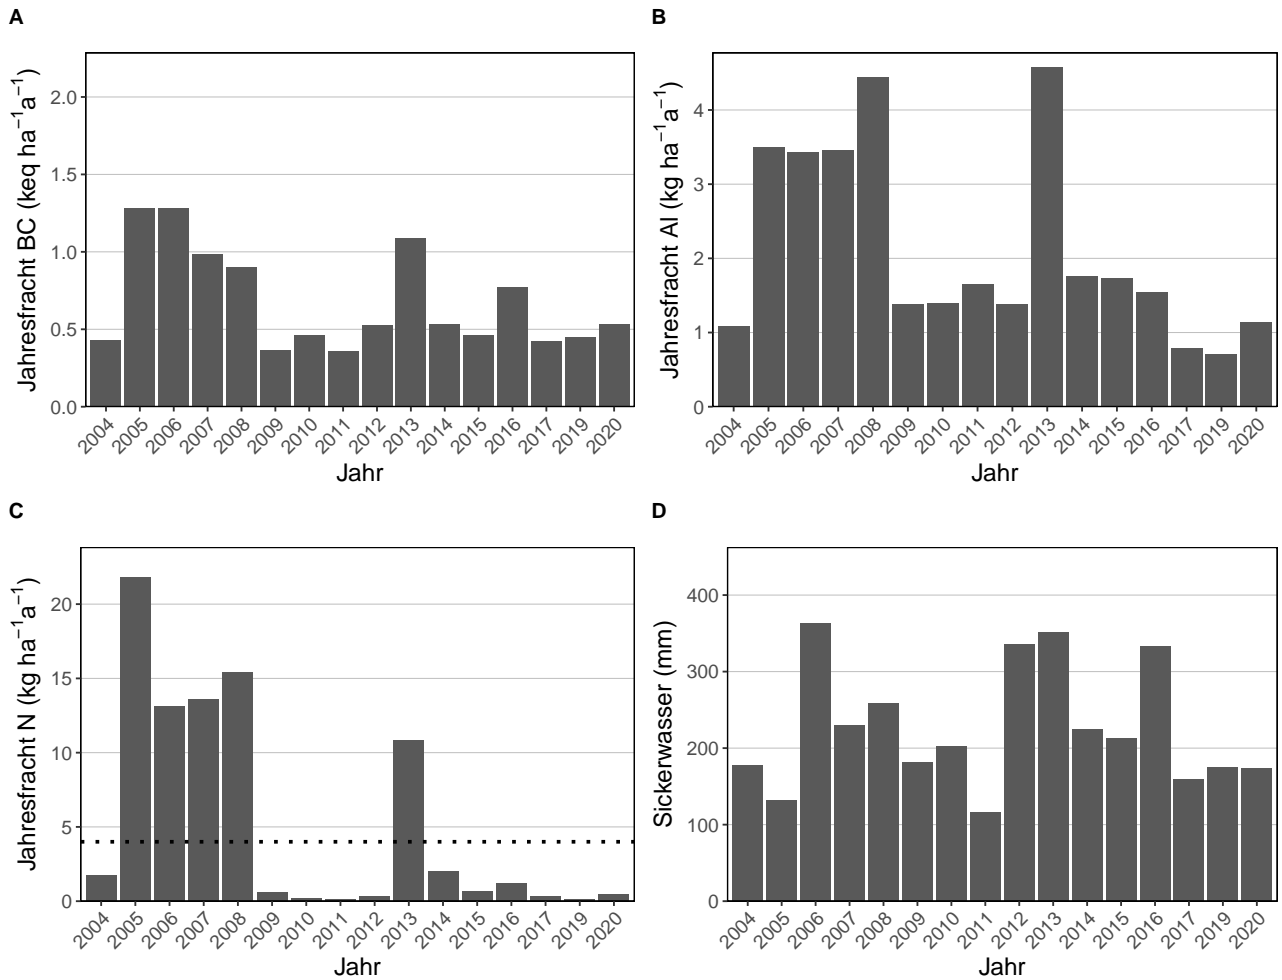 A
Jahresfracht BC (keq ha⁻¹a⁻¹)
2.0
1.5
1.0
0.5
0.0
2004 2005 2006 2007 2008 2009 2010 2011 2012 2013 2014 2015 2016 2017 2019 2020
Jahr
B
Jahresfracht Al (kg ha⁻¹a⁻¹)
4
3
2
1
0
2004 2005 2006 2007 2008 2009 2010 2011 2012 2013 2014 2015 2016 2017 2019 2020
Jahr
C
Jahresfracht N (kg ha⁻¹a⁻¹)
20
15
10
5
0
2004 2005 2006 2007 2008 2009 2010 2011 2012 2013 2014 2015 2016 2017 2019 2020
Jahr
D
Sickerwasser (mm)
400
300
200
100
0
2004 2005 2006 2007 2008 2009 2010 2011 2012 2013 2014 2015 2016 2017 2019 2020
Jahr